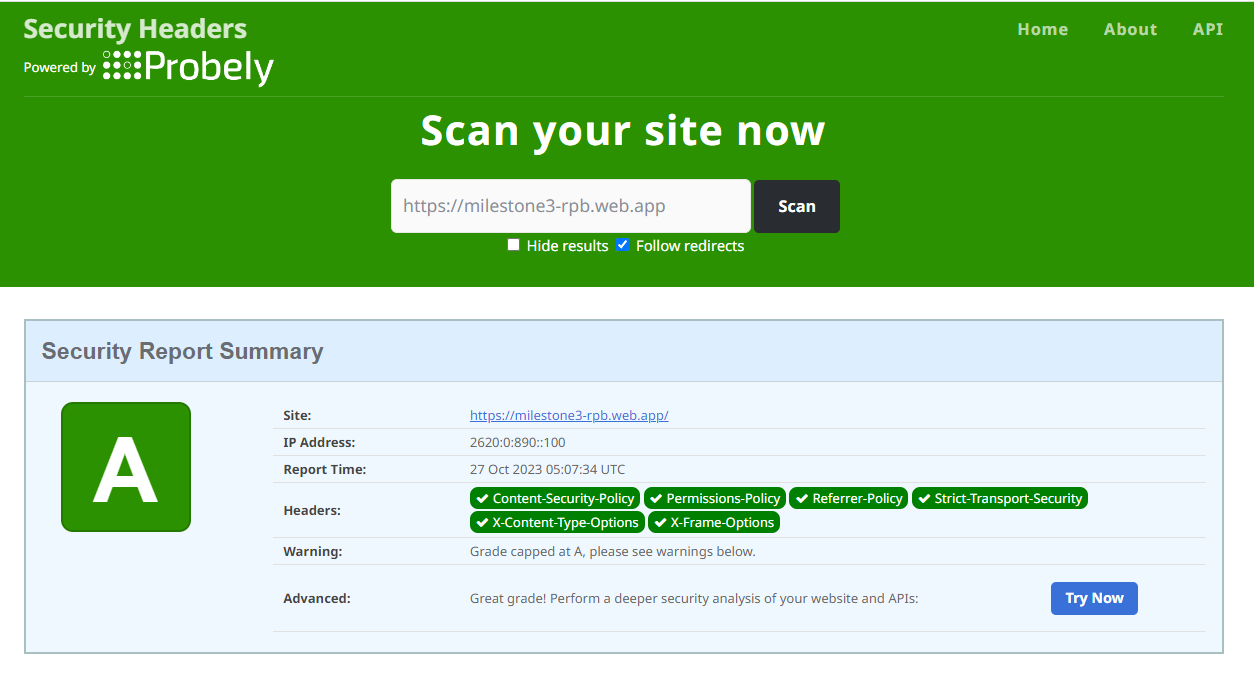 Security Headers
Home About API
Powered by Probely
Scan your site now
https://milestone3-rpb.web.app Scan
Hide results Follow redirects
Security Report Summary
A
Site: https://milestone3-rpb.web.app/
IP Address: 2620:0:890::100
Report Time: 27 Oct 2023 05:07:34 UTC
Headers: Content-Security-Policy Permissions-Policy Referrer-Policy Strict-Transport-Security
X-Content-Type-Options X-Frame-Options
Warning: Grade capped at A, please see warnings below.
Advanced: Great grade! Perform a deeper security analysis of your website and APIs: Try Now